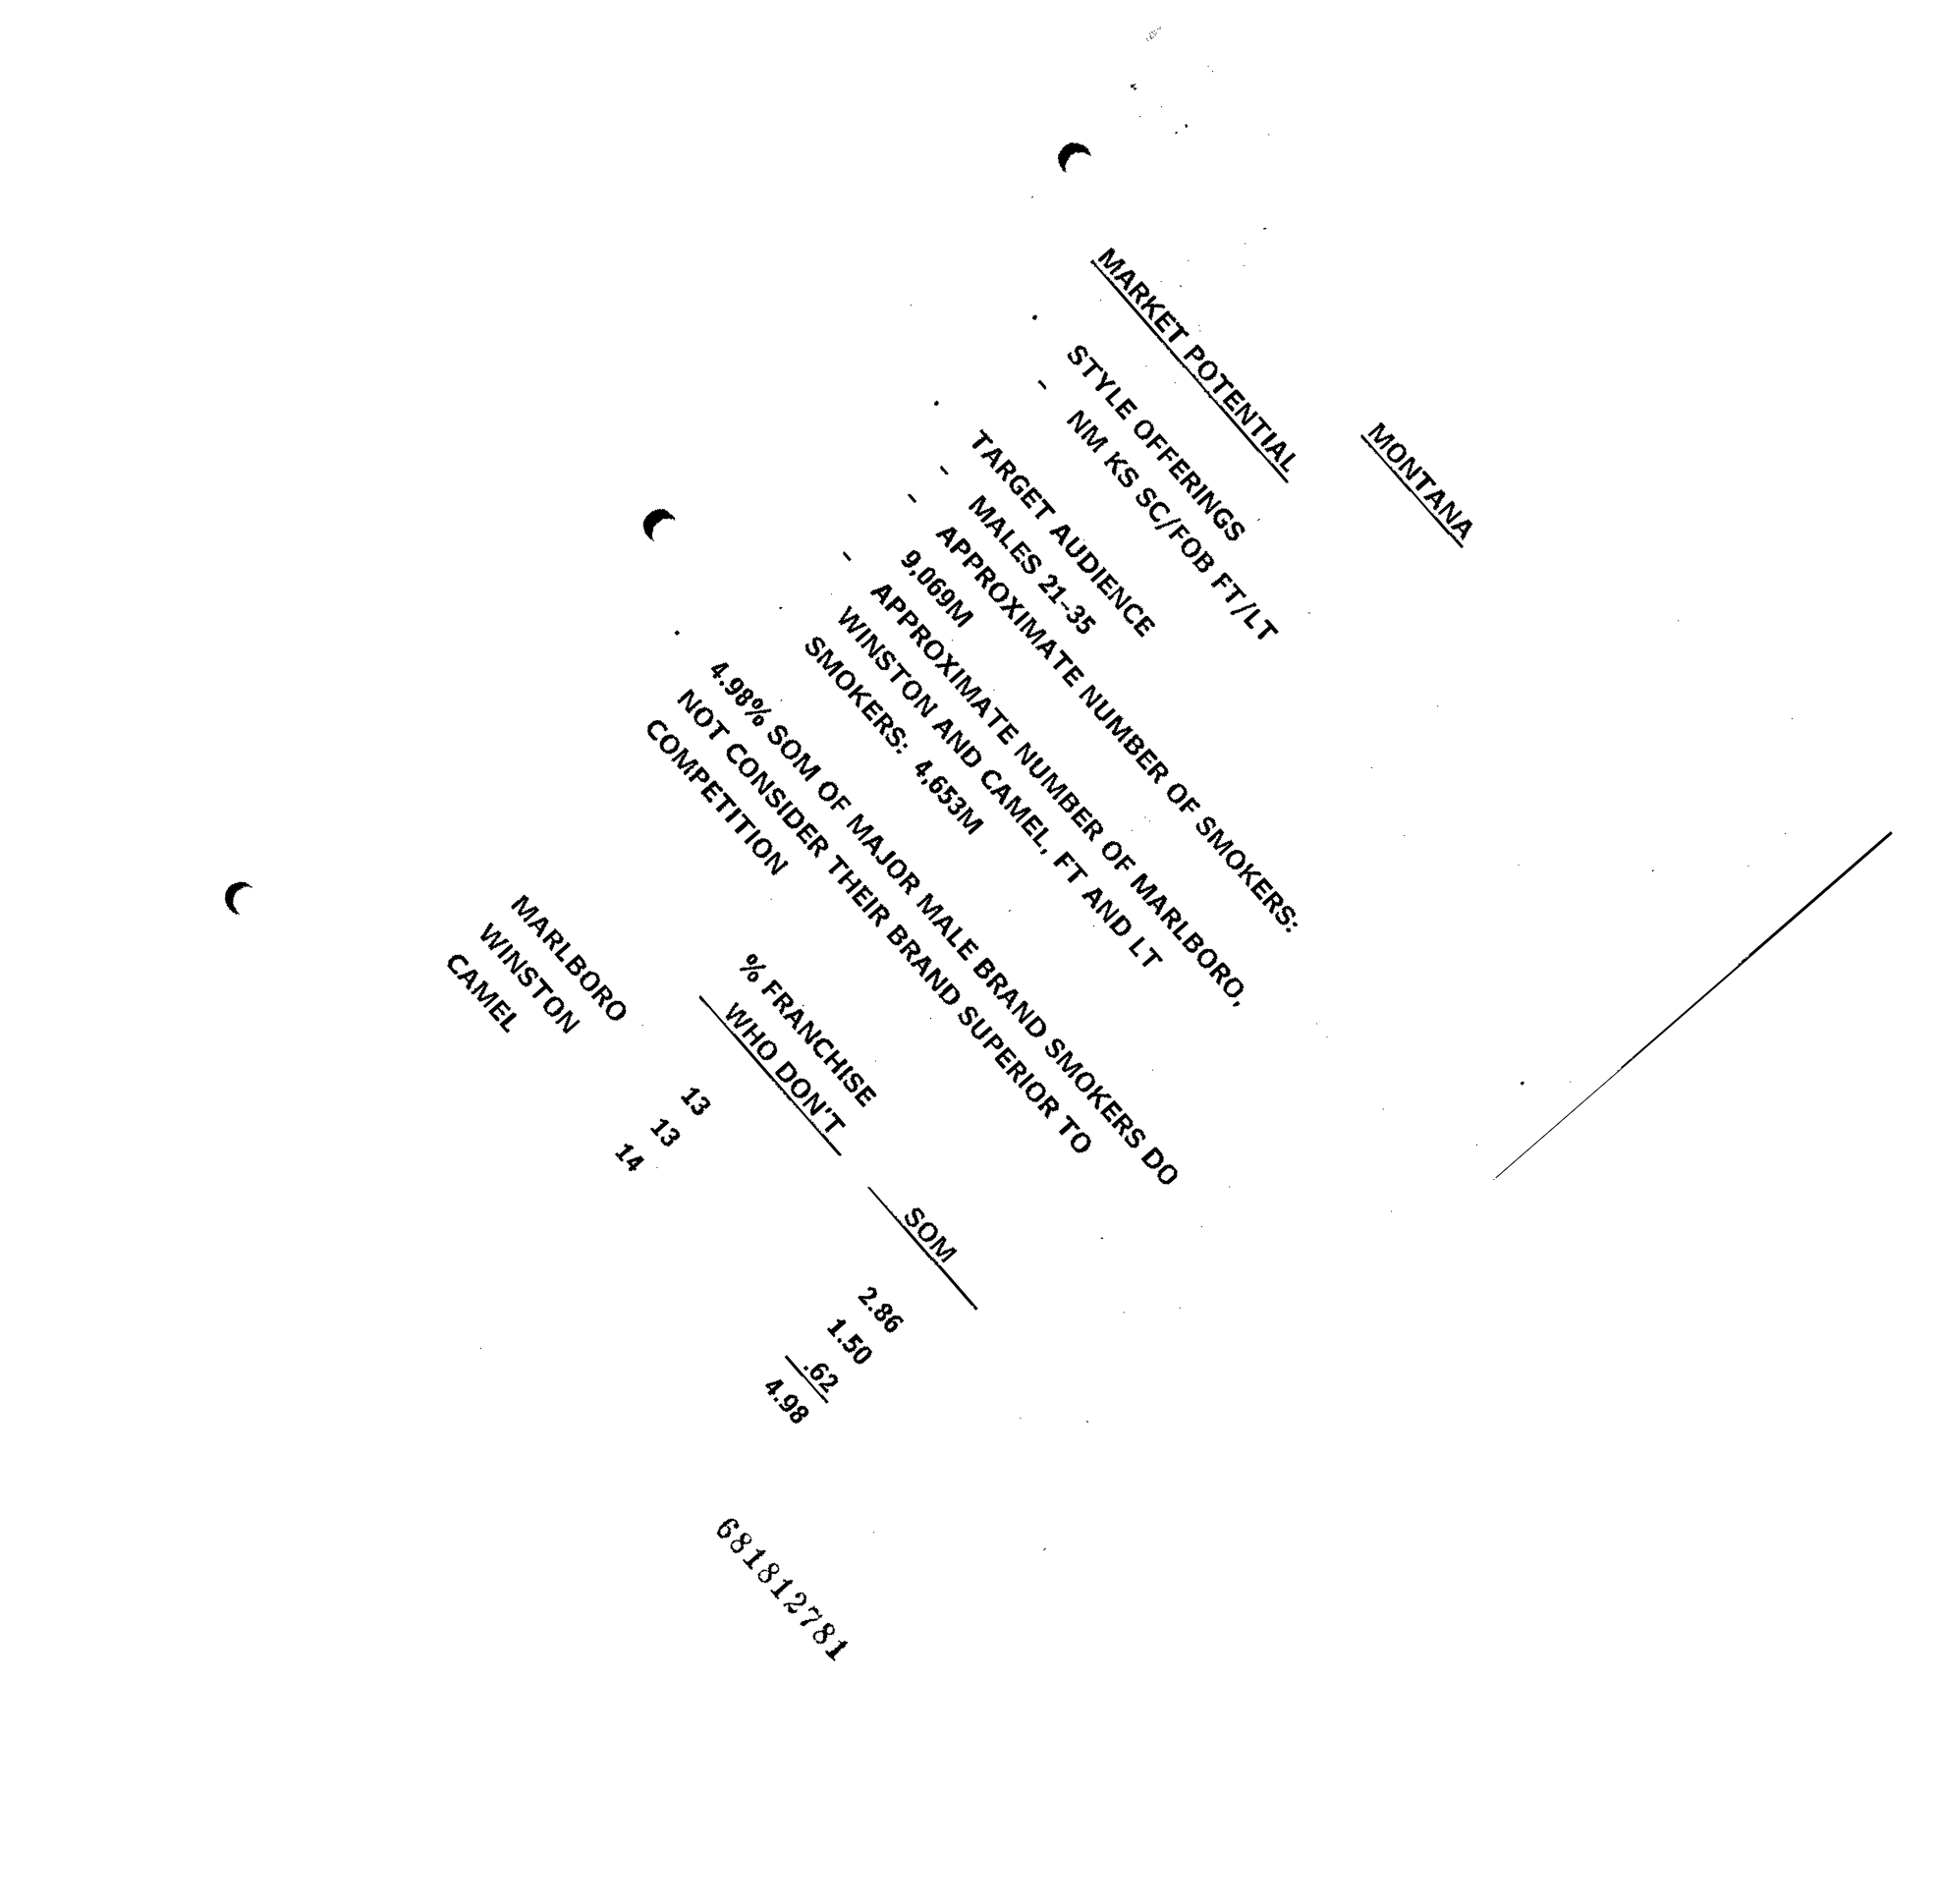 MONTANA
MARKET POTENTIAL
. STYLE OFFERINGS
- NM KS SC/FOB FT/LT
. TARGET AUDIENCE
- MALES 21-35
- APPROXIMATE NUMBER OF SMOKERS:
9,069M
- APPROXIMATE NUMBER OF MARLBORO,
WINSTON AND CAMEL, FT AND LT
SMOKERS: 4,653M
. 4.98% SOM OF MAJOR MALE BRAND SMOKERS DO
NOT CONSIDER THEIR BRAND SUPERIOR TO
COMPETITION
% FRANCHISE
WHO DON'T SOM
MARLBORO 13 2.86
WINSTON 13 1.50
CAMEL 14 .62
4.98
681812781